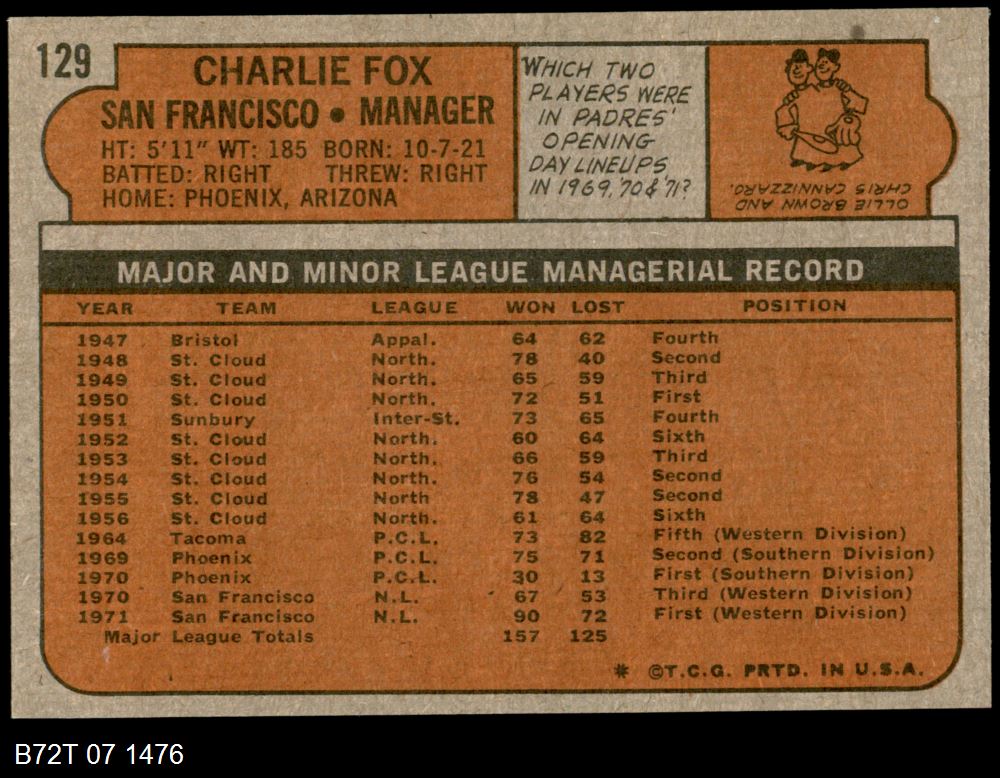 129
CHARLIE FOX
SAN FRANCISCO • MANAGER
HT: 5'11" WT: 185 BORN: 10-7-21
BATTED: RIGHT THREW: RIGHT
HOME: PHOENIX, ARIZONA
WHICH TWO
PLAYERS WERE
IN PADRES'
OPENING
DAY LINEUPS
IN 1969, 70 & 71?
OLLIE BROWN AND
CHRIS CANNIZZARO.
MAJOR AND MINOR LEAGUE MANAGERIAL RECORD
YEAR TEAM LEAGUE WON LOST POSITION
1947 Bristol Appal. 64 62 Fourth
1948 St. Cloud North. 78 40 Second
1949 St. Cloud North. 65 59 Third
1950 St. Cloud North. 72 51 First
1951 Sunbury Inter-St. 73 65 Fourth
1952 St. Cloud North. 60 64 Sixth
1953 St. Cloud North. 66 59 Third
1954 St. Cloud North. 76 54 Second
1955 St. Cloud North 78 47 Second
1956 St. Cloud North. 61 64 Sixth
1964 Tacoma P.C.L. 73 82 Fifth (Western Division)
1969 Phoenix P.C.L. 75 71 Second (Southern Division)
1970 Phoenix P.C.L. 30 13 First (Southern Division)
1970 San Francisco N.L. 67 53 Third (Western Division)
1971 San Francisco N.L. 90 72 First (Western Division)
Major League Totals 157 125
* ©T.C.G. PRTD. IN U.S.A.
B72T 07 1476